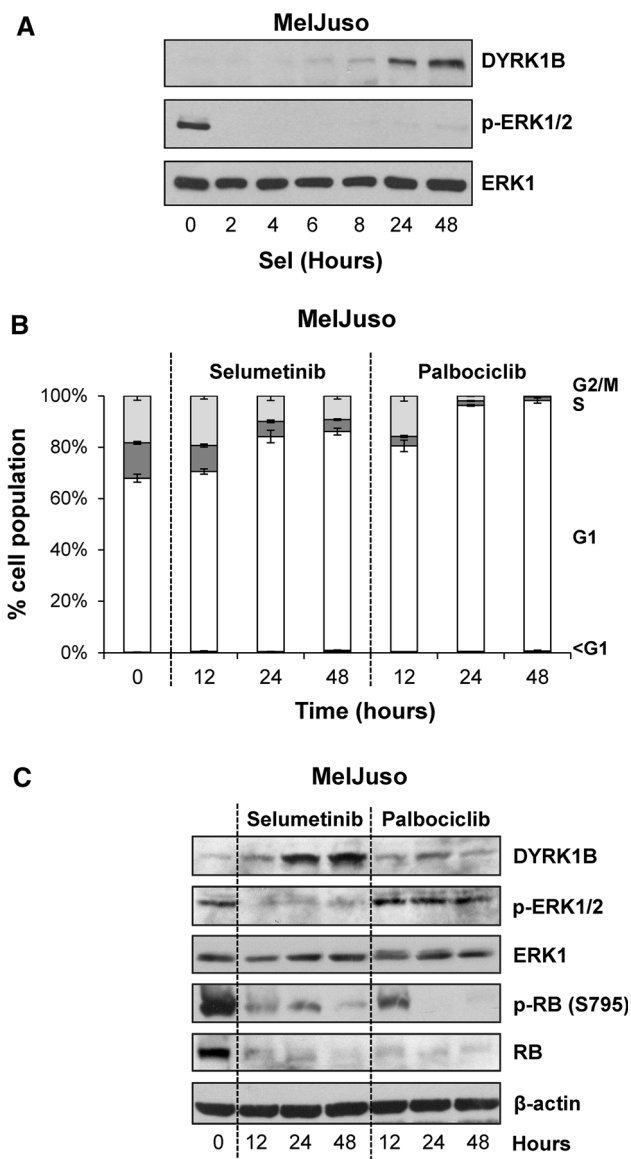 A
MelJuso
DYRK1B
p-ERK1/2
ERK1
0 2 4 6 8 24 48
Sel (Hours)
B
MelJuso
Selumetinib Palbociclib
100%
80%
60%
40%
20%
0%
% cell population
G2/M
S
G1
<G1
0 12 24 48 12 24 48
Time (hours)
C
MelJuso
Selumetinib Palbociclib
DYRK1B
p-ERK1/2
ERK1
p-RB (S795)
RB
β-actin
0 12 24 48 12 24 48 Hours